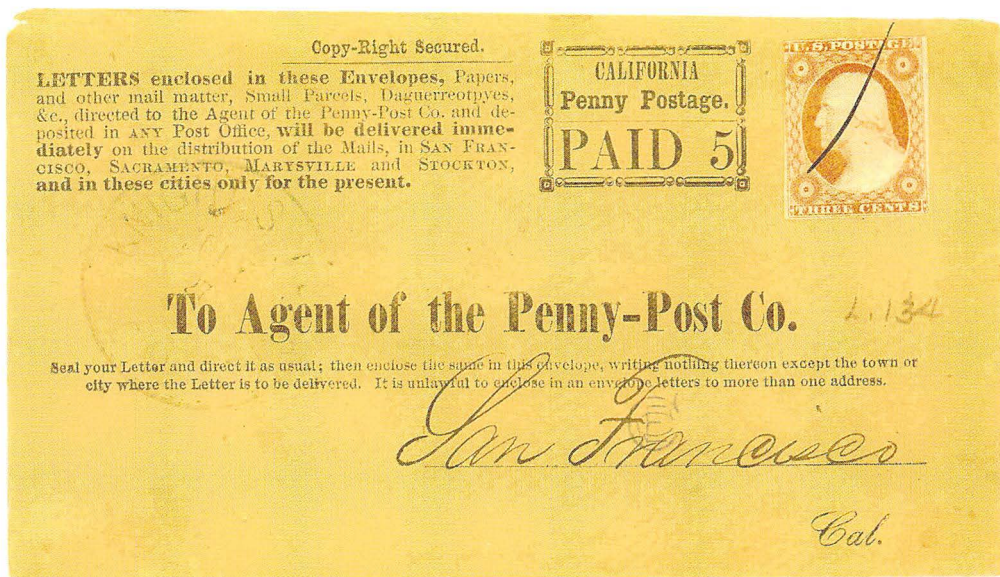 Copy-Right Secured.
LETTERS enclosed in these Envelopes, Papers,
and other mail matter, Small Parcels, Daguerreotpyes,
&c., directed to the Agent of the Penny-Post Co. and de-
posited in ANY Post Office, will be delivered imme-
diately on the distribution of the Mails, in SAN FRAN-
CISCO, SACRAMENTO, MARYSVILLE and STOCKTON,
and in these cities only for the present.
CALIFORNIA
Penny Postage.
PAID 5
U.S. POSTAGE
THREE CENTS
To Agent of the Penny-Post Co.
L.134
Seal your Letter and direct it as usual; then enclose the same in this envelope, writing nothing thereon except the town or
city where the Letter is to be delivered. It is unlawful to enclose in an envelope letters to more than one address.
San Francisco
Cal.